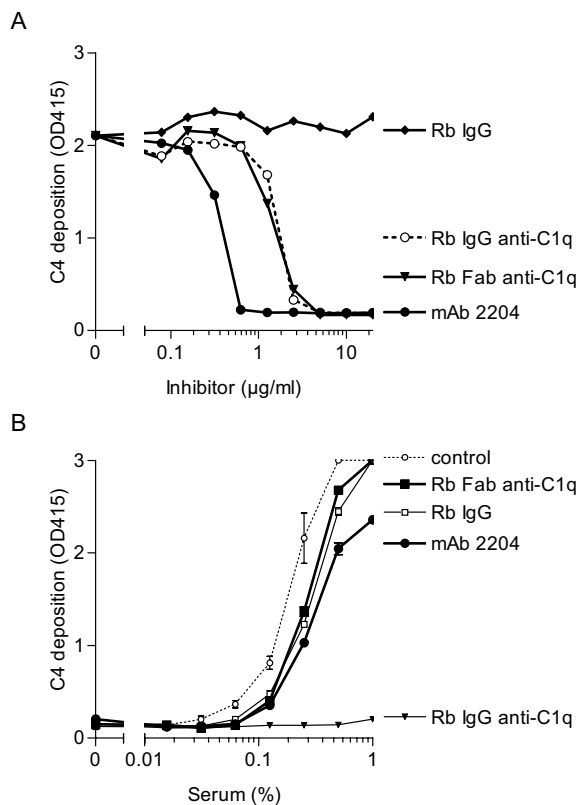 A
3
2
1
0
C4 deposition (OD415)
0
0.1
1
10
Inhibitor (µg/ml)
Rb IgG
Rb IgG anti-C1q
Rb Fab anti-C1q
mAb 2204
B
3
2
1
0
C4 deposition (OD415)
0
0.01
0.1
1
Serum (%)
control
Rb Fab anti-C1q
Rb IgG
mAb 2204
Rb IgG anti-C1q